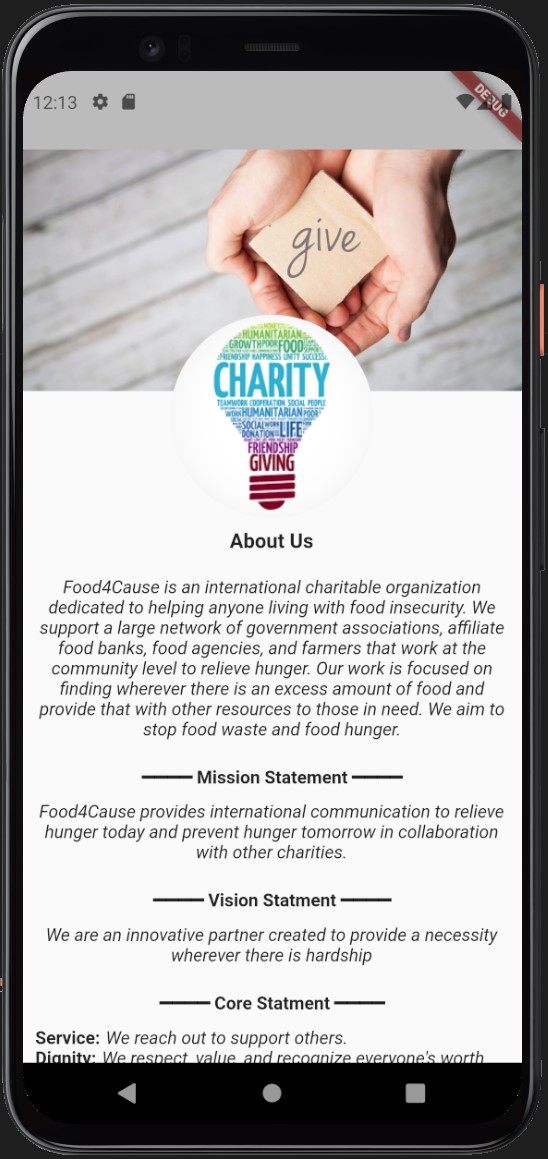 12:13
DEBUG
give
HUMANITARIAN
GROWTH POOR FOOD
FRIENDSHIP HAPPINESS UNITY SUCCESS
CHARITY
TEAMWORK COOPERATION SOCIAL PEOPLE
WORK HUMANITARIAN POOR
SOCIAL WORK
DONATION LIFE
FRIENDSHIP
GIVING
About Us
Food4Cause is an international charitable organization
dedicated to helping anyone living with food insecurity. We
support a large network of government associations, affiliate
food banks, food agencies, and farmers that work at the
community level to relieve hunger. Our work is focused on
finding wherever there is an excess amount of food and
provide that with other resources to those in need. We aim to
stop food waste and food hunger.
Mission Statement
Food4Cause provides international communication to relieve
hunger today and prevent hunger tomorrow in collaboration
with other charities.
Vision Statment
We are an innovative partner created to provide a necessity
wherever there is hardship
Core Statment
Service: We reach out to support others.
Dignity: We respect, value, and recognize everyone's worth